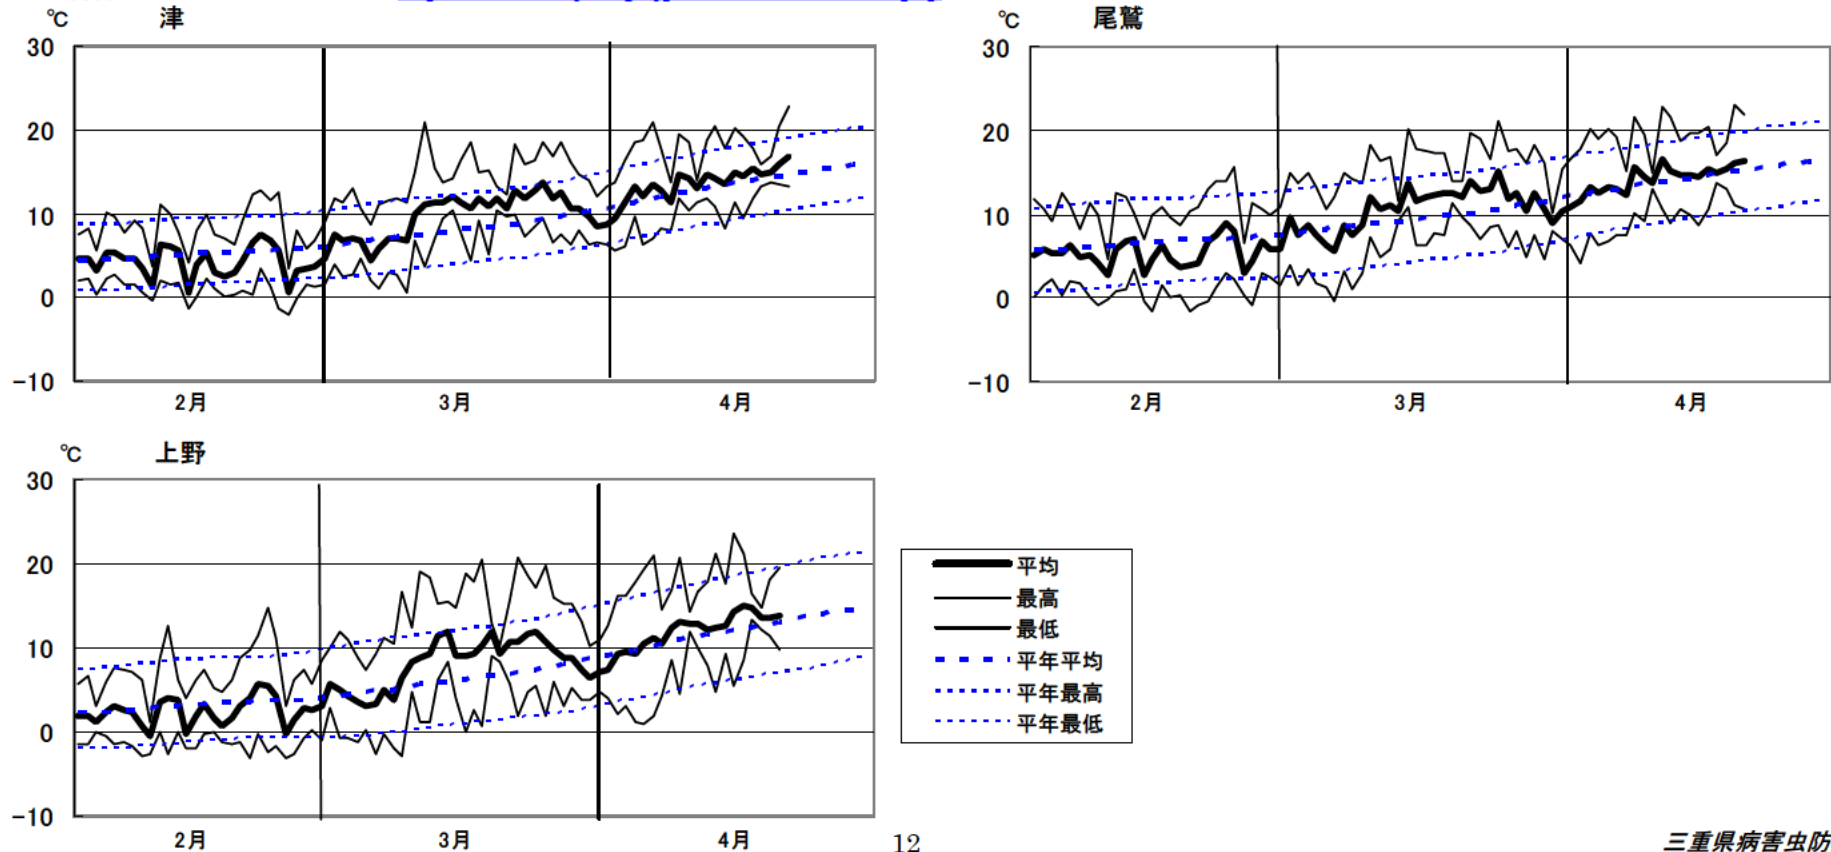 ℃ 津
30
20
10
0
-10
2月 3月 4月
℃ 尾鷲
30
20
10
0
-10
2月 3月 4月
℃ 上野
30
20
10
0
-10
2月 3月 4月
平均
最高
最低
平年平均
平年最高
平年最低
12
三重県病害虫防